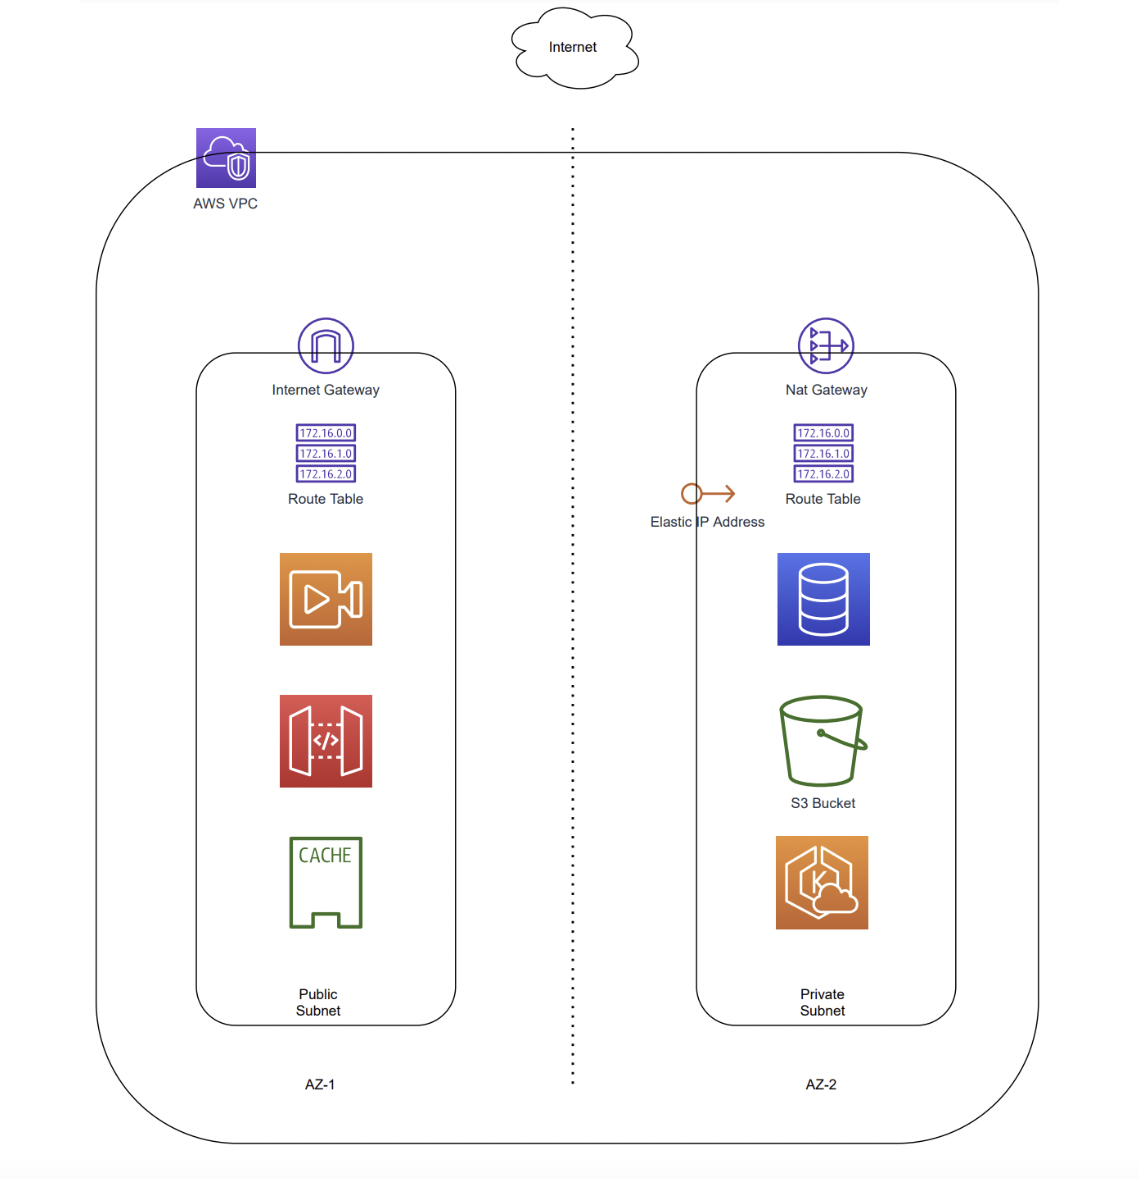 Internet
AWS VPC
Internet Gateway
172.16.0.0
172.16.1.0
172.16.2.0
Route Table
CACHE
Public
Subnet
AZ-1
Nat Gateway
172.16.0.0
172.16.1.0
172.16.2.0
Route Table
Elastic IP Address
S3 Bucket
K
Private
Subnet
AZ-2